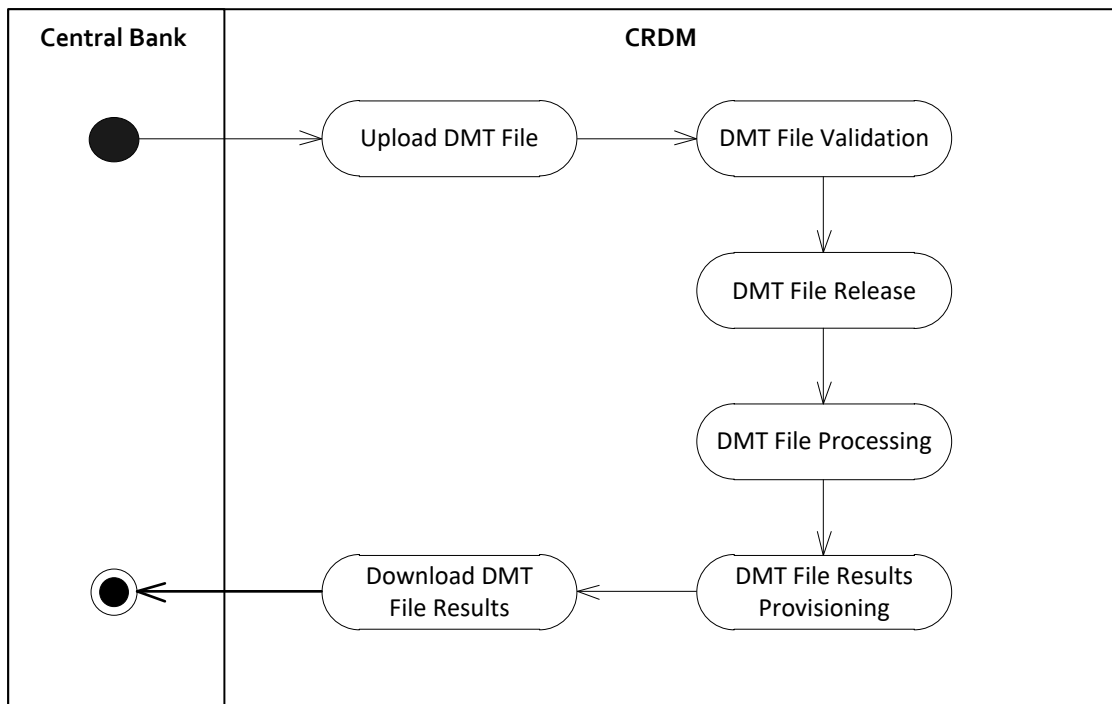 Central Bank
CRDM
Upload DMT File
DMT File Validation
DMT File Release
DMT File Processing
DMT File Results
Provisioning
Download DMT
File Results